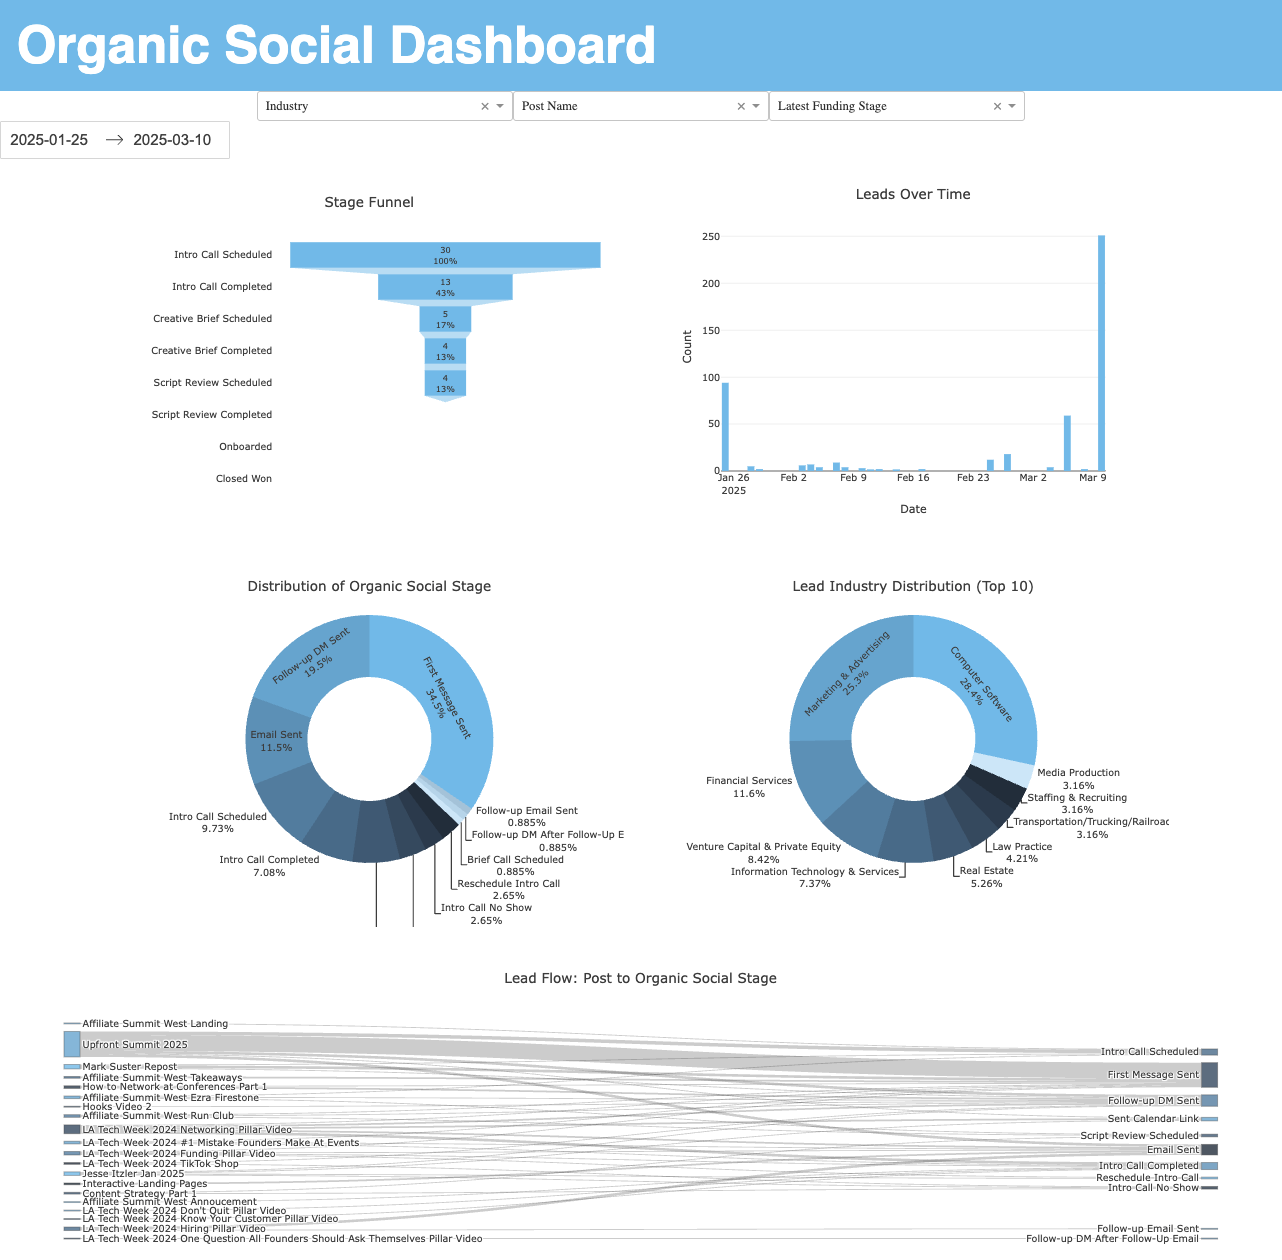 Organic Social Dashboard
Industry
Post Name
Latest Funding Stage
2025-01-25 → 2025-03-10
Stage Funnel
Intro Call Scheduled
30
100%
Intro Call Completed
13
43%
Creative Brief Scheduled
5
17%
Creative Brief Completed
4
13%
Script Review Scheduled
4
13%
Script Review Completed
Onboarded
Closed Won
Leads Over Time
Count
250
200
150
100
50
0
Jan 26
2025
Feb 2
Feb 9
Feb 16
Feb 23
Mar 2
Mar 9
Date
Distribution of Organic Social Stage
Follow-up DM Sent
19.5%
First Message Sent
34.5%
Email Sent
11.5%
Intro Call Scheduled
9.73%
Intro Call Completed
7.08%
Follow-up Email Sent
0.885%
Follow-up DM After Follow-Up E
0.885%
Brief Call Scheduled
0.885%
Reschedule Intro Call
2.65%
Intro Call No Show
2.65%
Lead Industry Distribution (Top 10)
Marketing & Advertising
25.3%
Computer Software
28.4%
Financial Services
11.6%
Venture Capital & Private Equity
8.42%
Information Technology & Services
7.37%
Media Production
3.16%
Staffing & Recruiting
3.16%
Transportation/Trucking/Railroad
3.16%
Law Practice
4.21%
Real Estate
5.26%
Lead Flow: Post to Organic Social Stage
Affiliate Summit West Landing
Upfront Summit 2025
Mark Suster Repost
Affiliate Summit West Takeaways
How to Network at Conferences Part 1
Affiliate Summit West Ezra Firestone
Hooks Video 2
Affiliate Summit West Run Club
LA Tech Week 2024 Networking Pillar Video
LA Tech Week 2024 #1 Mistake Founders Make At Events
LA Tech Week 2024 Funding Pillar Video
LA Tech Week 2024 TikTok Shop
Jesse Itzler Jan 2025
Interactive Landing Pages
Content Strategy Part 1
Affiliate Summit West Annoucement
LA Tech Week 2024 Don't Quit Pillar Video
LA Tech Week 2024 Know Your Customer Pillar Video
LA Tech Week 2024 Hiring Pillar Video
LA Tech Week 2024 One Question All Founders Should Ask Themselves Pillar Video
Intro Call Scheduled
First Message Sent
Follow-up DM Sent
Sent Calendar Link
Script Review Scheduled
Email Sent
Intro Call Completed
Reschedule Intro Call
Intro Call No Show
Follow-up Email Sent
Follow-up DM After Follow-Up Email